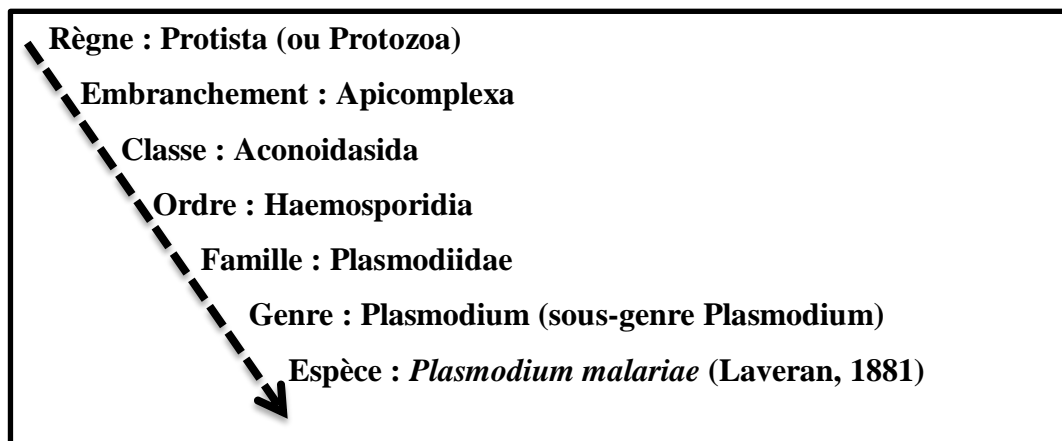 Règne : Protista (ou Protozoa)
Embranchement : Apicomplexa
Classe : Aconoidasida
Ordre : Haemosporidia
Famille : Plasmodiidae
Genre : Plasmodium (sous-genre Plasmodium)
Espèce : Plasmodium malariae (Laveran, 1881)